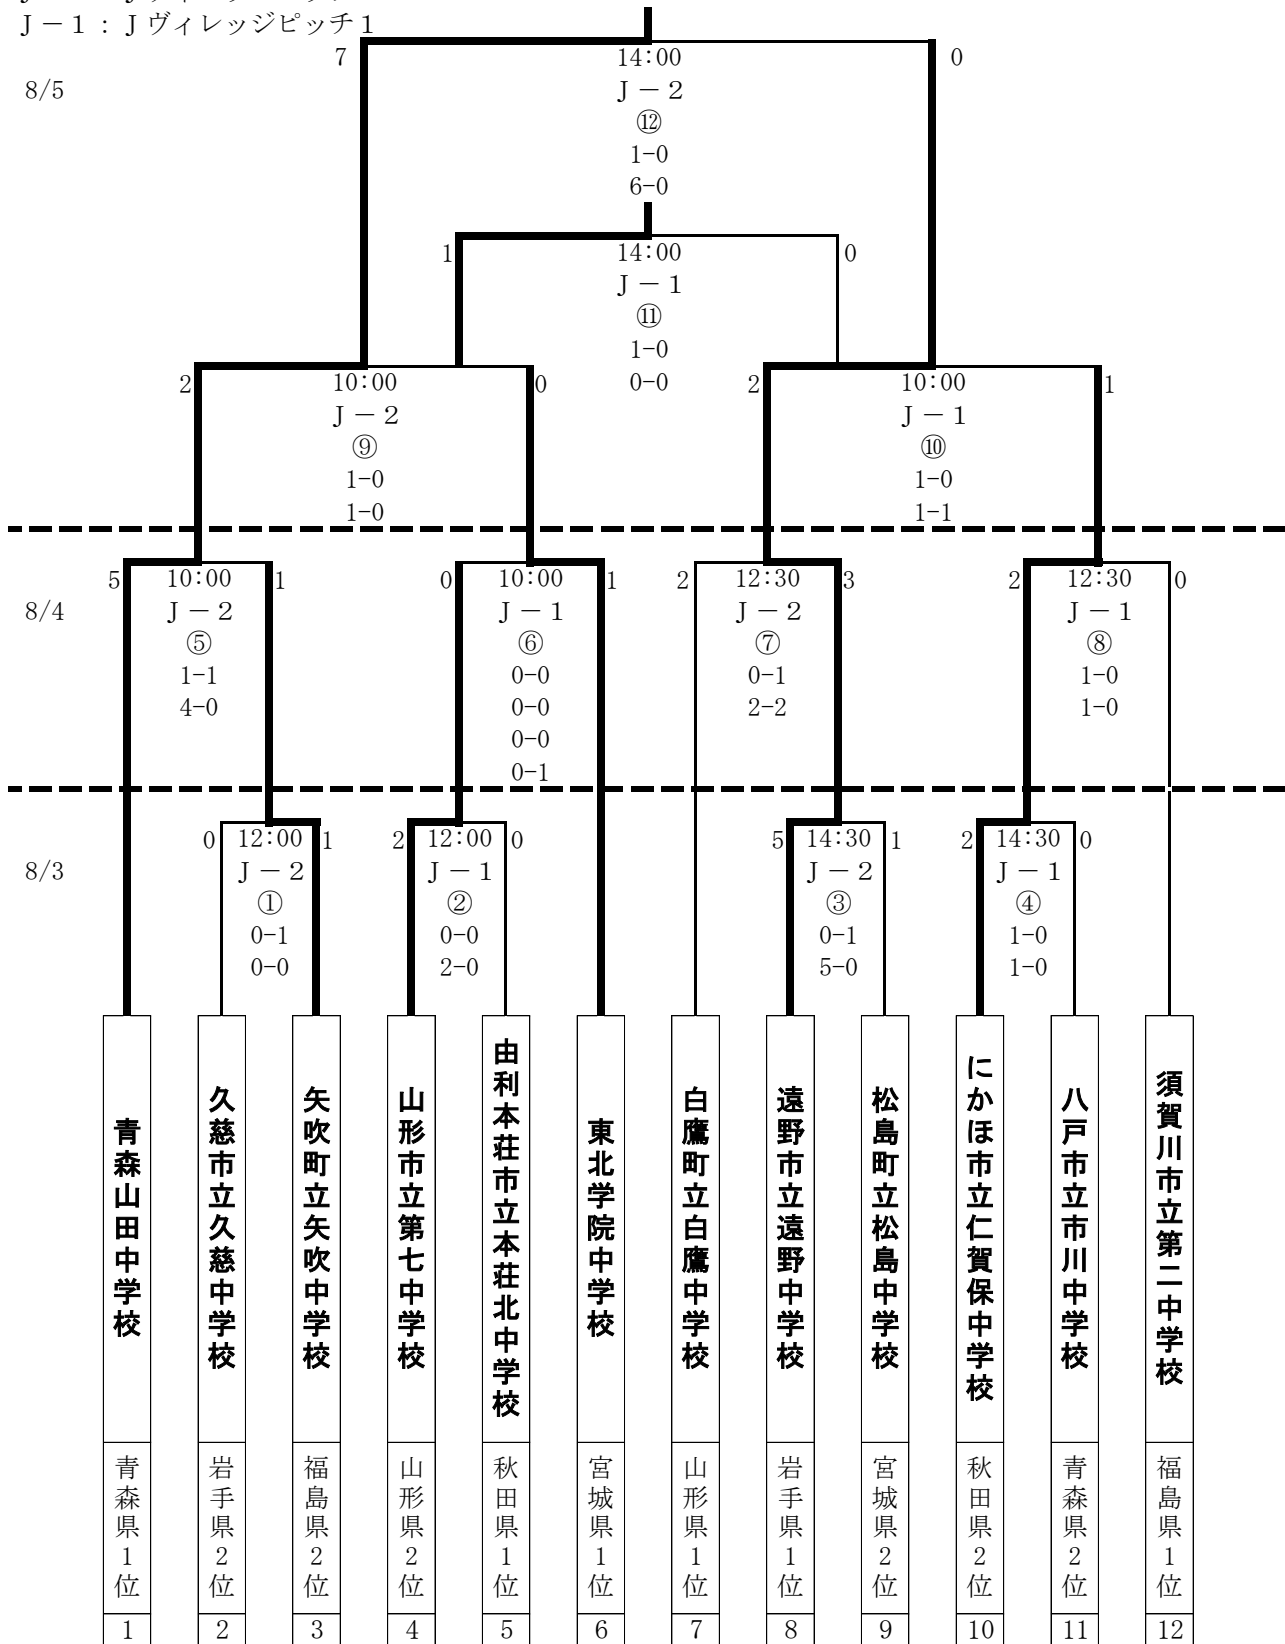 J－1：Jヴィレッジピッチ1
7 14:00 0
8/5
J－2
⑫
1-0
6-0
1 14:00 0
J－1
⑪
1-0
0-0
2 10:00 0
J－2
⑨
1-0
1-0
2 10:00 1
J－1
⑩
1-0
1-1
8/4
5 10:00 1
J－2
⑤
1-1
4-0
0 10:00 1
J－1
⑥
0-0
0-0
0-0
0-1
2 12:30 3
J－2
⑦
0-1
2-2
2 12:30 0
J－1
⑧
1-0
1-0
8/3
0 12:00 1
J－2
①
0-1
0-0
2 12:00 0
J－1
②
0-0
2-0
5 14:30 1
J－2
③
0-1
5-0
2 14:30 0
J－1
④
1-0
1-0
青森山田中学校
青森県1位
1
久慈市立久慈中学校
岩手県2位
2
矢吹町立矢吹中学校
福島県2位
3
山形市立第七中学校
山形県2位
4
由利本荘市立本荘北中学校
秋田県1位
5
東北学院中学校
宮城県1位
6
白鷹町立白鷹中学校
山形県1位
7
遠野市立遠野中学校
岩手県1位
8
松島町立松島中学校
宮城県2位
9
にかほ市立仁賀保中学校
秋田県2位
10
八戸市立市川中学校
青森県2位
11
須賀川市立第二中学校
福島県1位
12